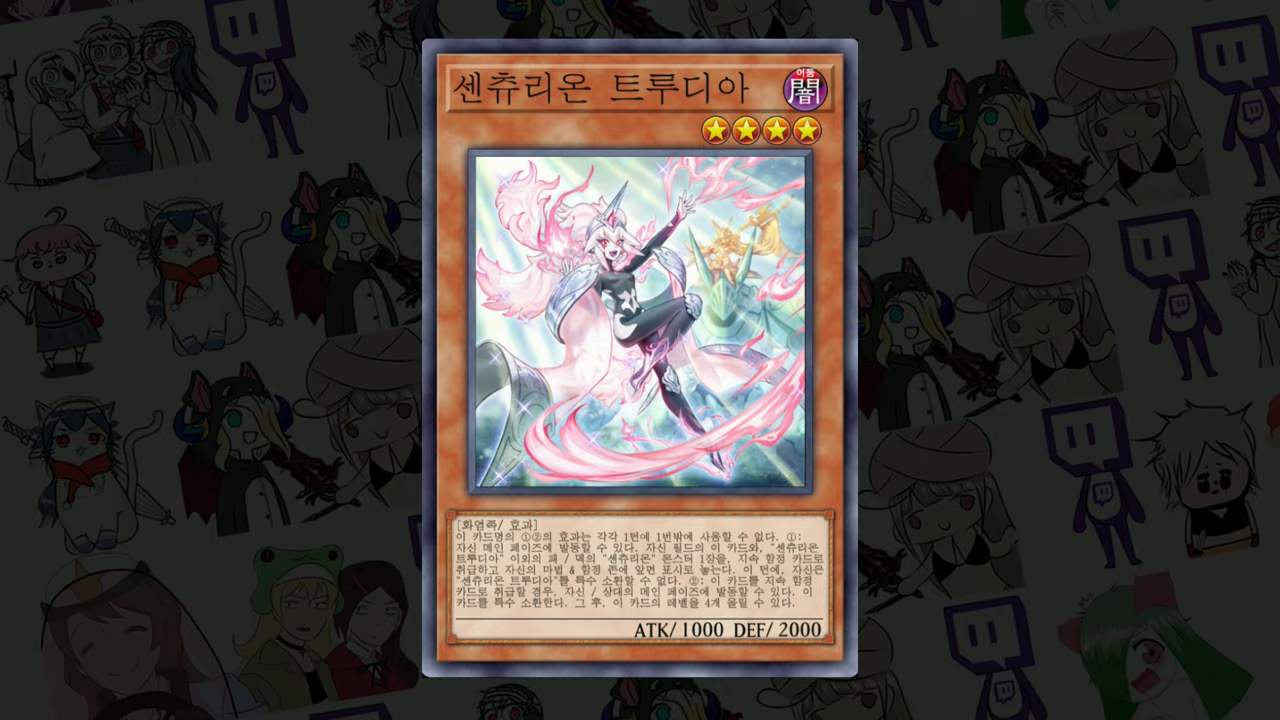 센츄리온 트루디아
어둠
闇
[화염족/ 효과]
이 카드명의 ①②의 효과는 각각 1번에 1번밖에 사용할 수 없다. ①:
자신 메인 페이즈에 발동할 수 있다. 자신 필드의 이 카드와, "센츄리온
트루디아" 이외의 패 / 덱의 "센츄리온" 몬스터 1장을, 지속 함정 카드로
취급하고 자신의 마법 & 함정 존에 앞면 표시로 놓는다. 이 번에, 자신은
"센츄리온 트루디아"를 특수 소환할 수 없다. ②: 이 카드를 지속 함정
카드로 취급할 경우, 자신 / 상대의 메인 페이즈에 발동할 수 있다. 이
카드를 특수 소환한다. 그 후, 이 카드의 레벨을 4개 올릴 수 있다.
ATK/ 1000 DEF/ 2000